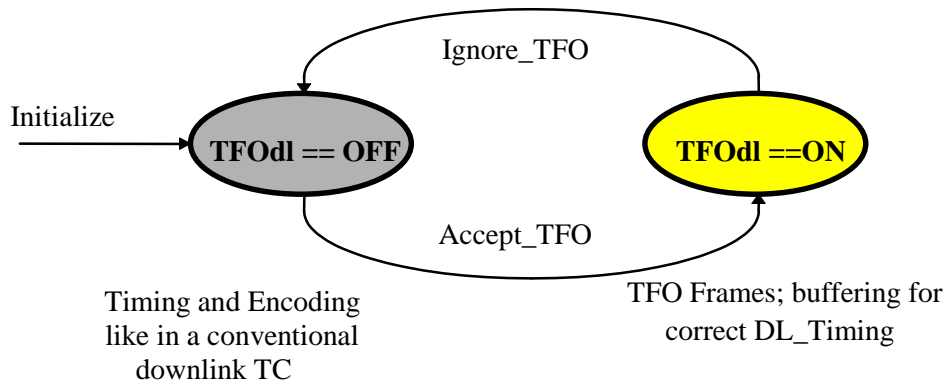 Ignore_TFO
Initialize
TFOdl == OFF
TFOdl ==ON
Accept_TFO
Timing and Encoding
like in a conventional
downlink TC
TFO Frames; buffering for
correct DL_Timing